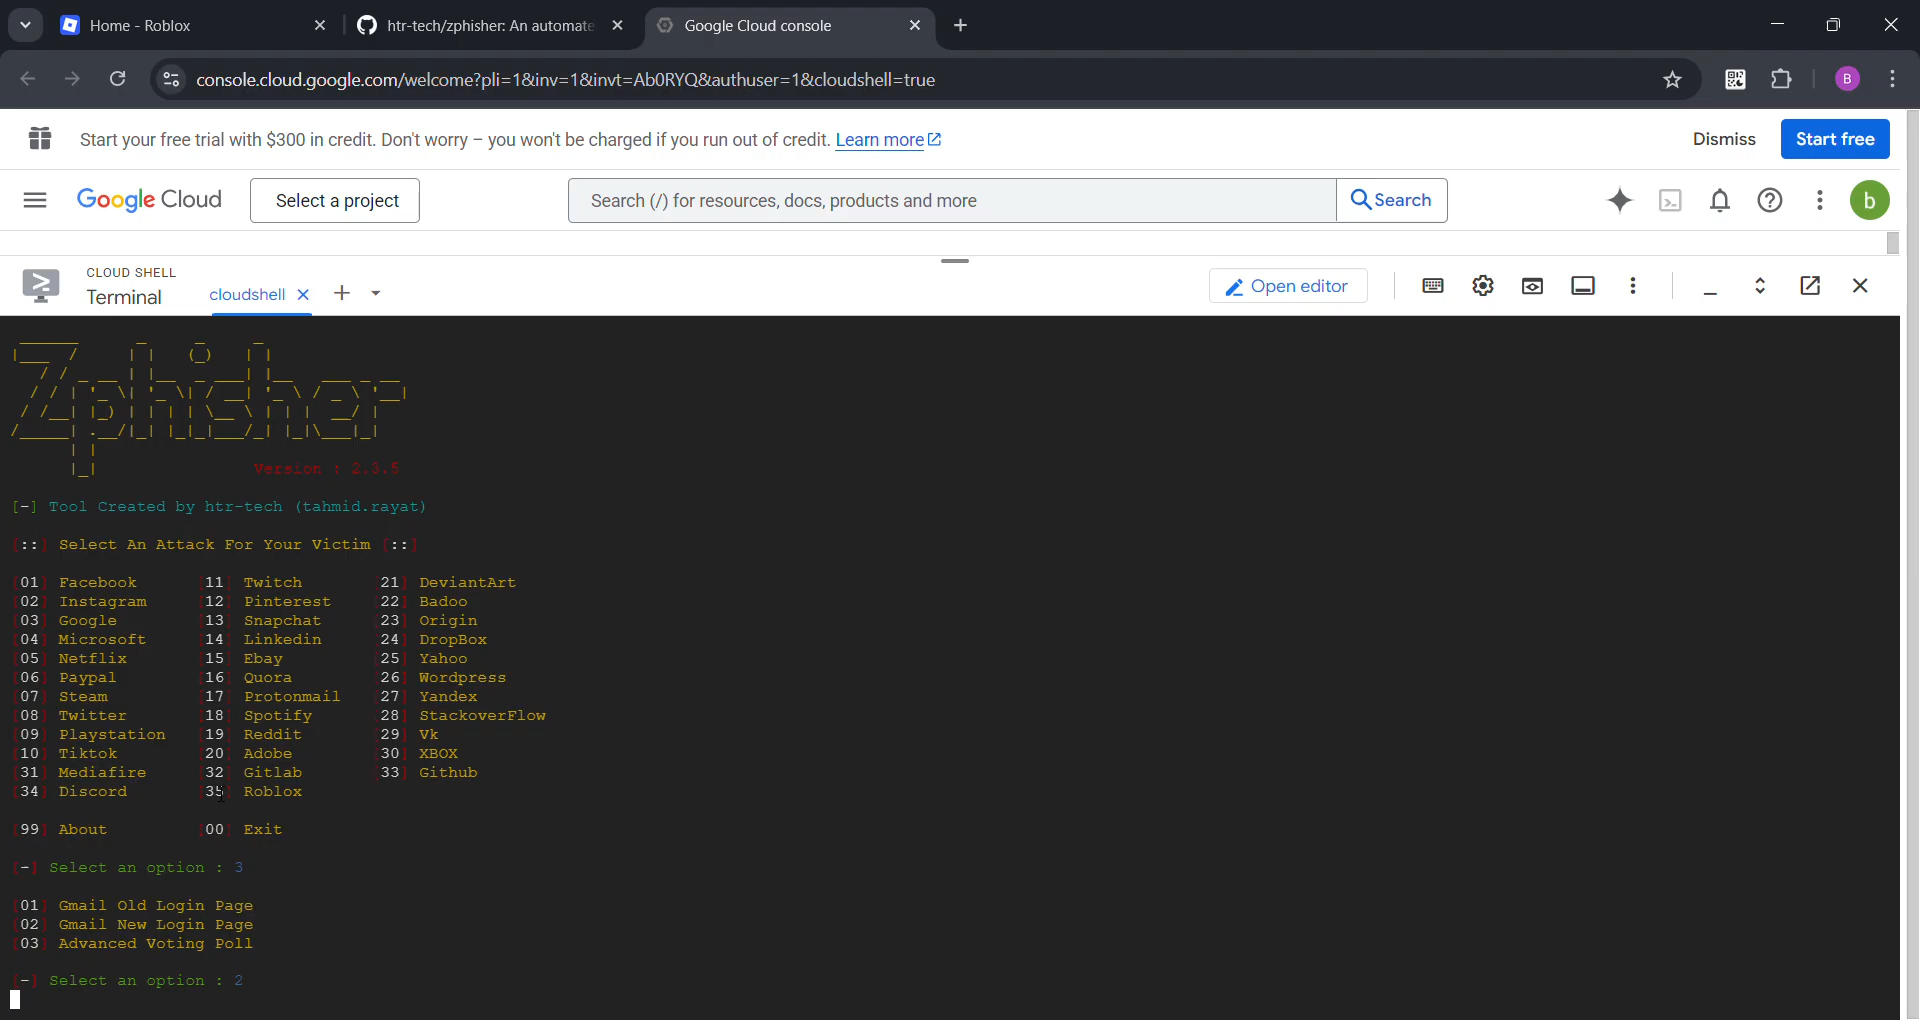 Home - Roblox
htr-tech/zphisher: An automate
Google Cloud console
console.cloud.google.com/welcome?pli=1&inv=1&invt=Ab0RYQ&authuser=1&cloudshell=true
B
Start your free trial with $300 in credit. Don't worry – you won't be charged if you run out of credit. Learn more
Dismiss
Start free
Google Cloud
Select a project
Search (/) for resources, docs, products and more
Search
b
CLOUD SHELL
Terminal
cloudshell
Open editor
Zphisher
Version : 2.3.5
[-] Tool Created by htr-tech (tahmid.rayat)
[::] Select An Attack For Your Victim [::]
[01] Facebook [11] Twitch [21] DeviantArt
[02] Instagram [12] Pinterest [22] Badoo
[03] Google [13] Snapchat [23] Origin
[04] Microsoft [14] Linkedin [24] DropBox
[05] Netflix [15] Ebay [25] Yahoo
[06] Paypal [16] Quora [26] Wordpress
[07] Steam [17] Protonmail [27] Yandex
[08] Twitter [18] Spotify [28] StackoverFlow
[09] Playstation [19] Reddit [29] Vk
[10] Tiktok [20] Adobe [30] XBOX
[31] Mediafire [32] Gitlab [33] Github
[34] Discord [35] Roblox
[99] About [00] Exit
[-] Select an option : 3
[01] Gmail Old Login Page
[02] Gmail New Login Page
[03] Advanced Voting Poll
[-] Select an option : 2